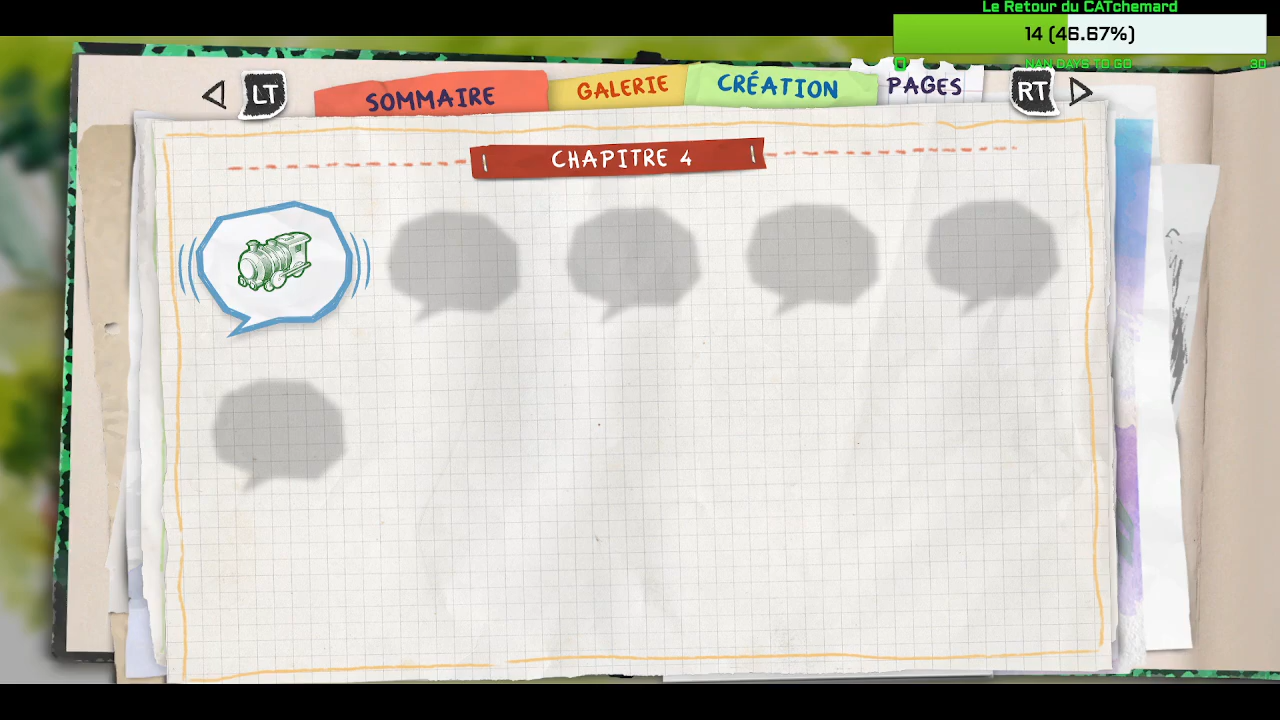 Le Retour du CATchemard
14 (46.67%)
0 NAN DAYS TO GO 30
LT SOMMAIRE GALERIE CRÉATION PAGES RT
CHAPITRE 4